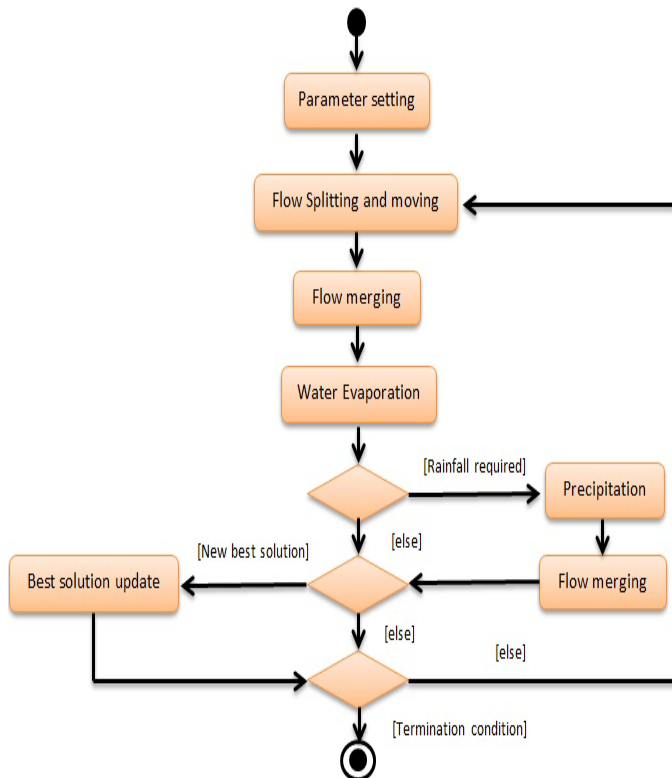 Parameter setting
Flow Splitting and moving
Flow merging
Water Evaporation
[Rainfall required]
Precipitation
[else]
[New best solution]
Flow merging
Best solution update
[else]
[else]
[Termination condition]